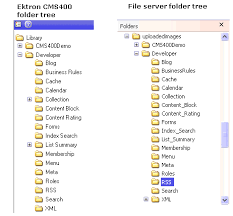 Ektron CMS400
folder tree
Library
CMS400Demo
Developer
Blog
Business Rules
Cache
Calendar
Collection
Content Block
Content Rating
Forms
Index Search
List Summary
Membership
Menu
Meta
Roles
RSS
Search
XML
File server folder tree
Folders
uploadedimages
CMS400Demo
Developer
Blog
BusinessRules
Cache
Calendar
Collection
Content_Block
Content_Rating
Forms
Index_Search
List_Summary
Membership
Menu
Meta
Roles
RSS
Search
XML